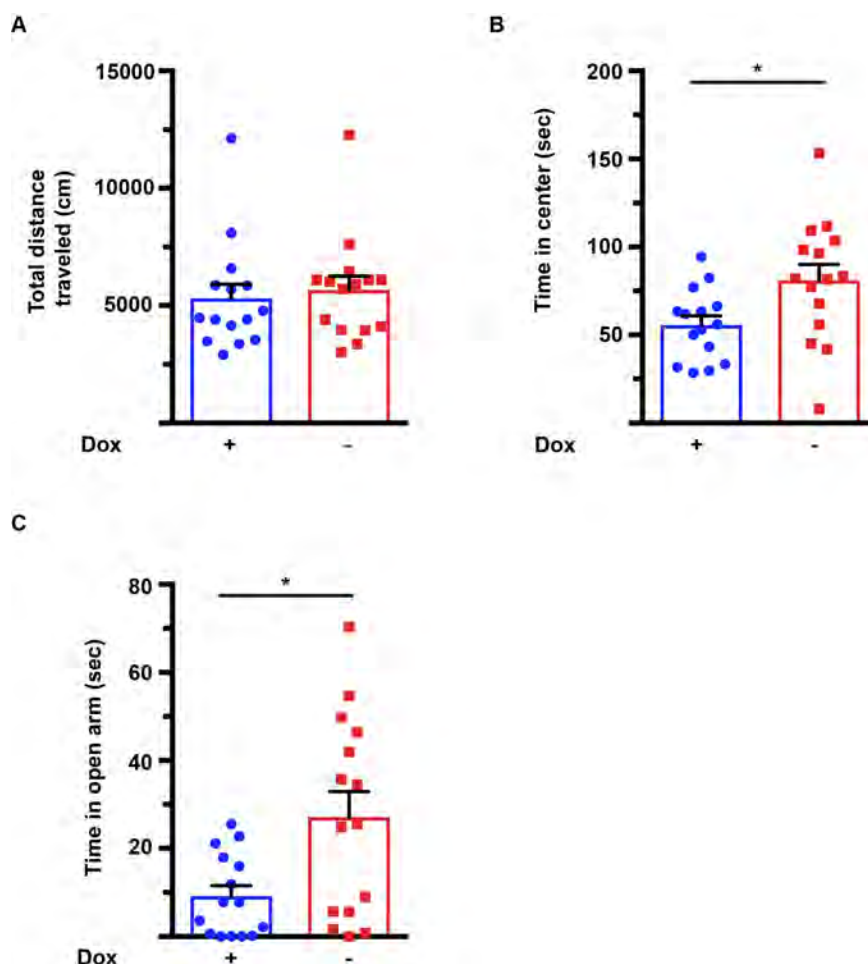 A
15000
10000
5000
Total distance
traveled (cm)
Dox + -
B
*
200
150
100
50
Time in center (sec)
Dox + -
C
*
80
60
40
20
Time in open arm (sec)
Dox + -